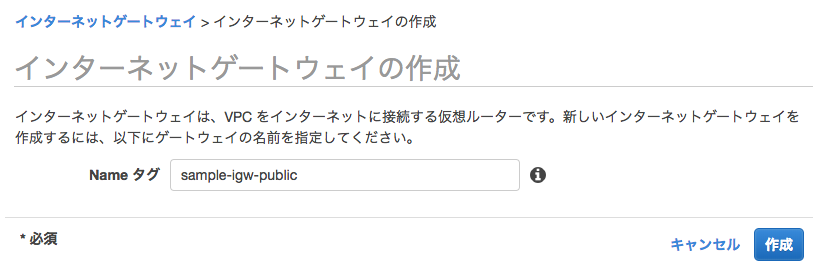 インターネットゲートウェイ > インターネットゲートウェイの作成
インターネットゲートウェイの作成
インターネットゲートウェイは、VPC をインターネットに接続する仮想ルーターです。新しいインターネットゲートウェイを
作成するには、以下にゲートウェイの名前を指定してください。
Name タグ sample-igw-public
* 必須 キャンセル 作成